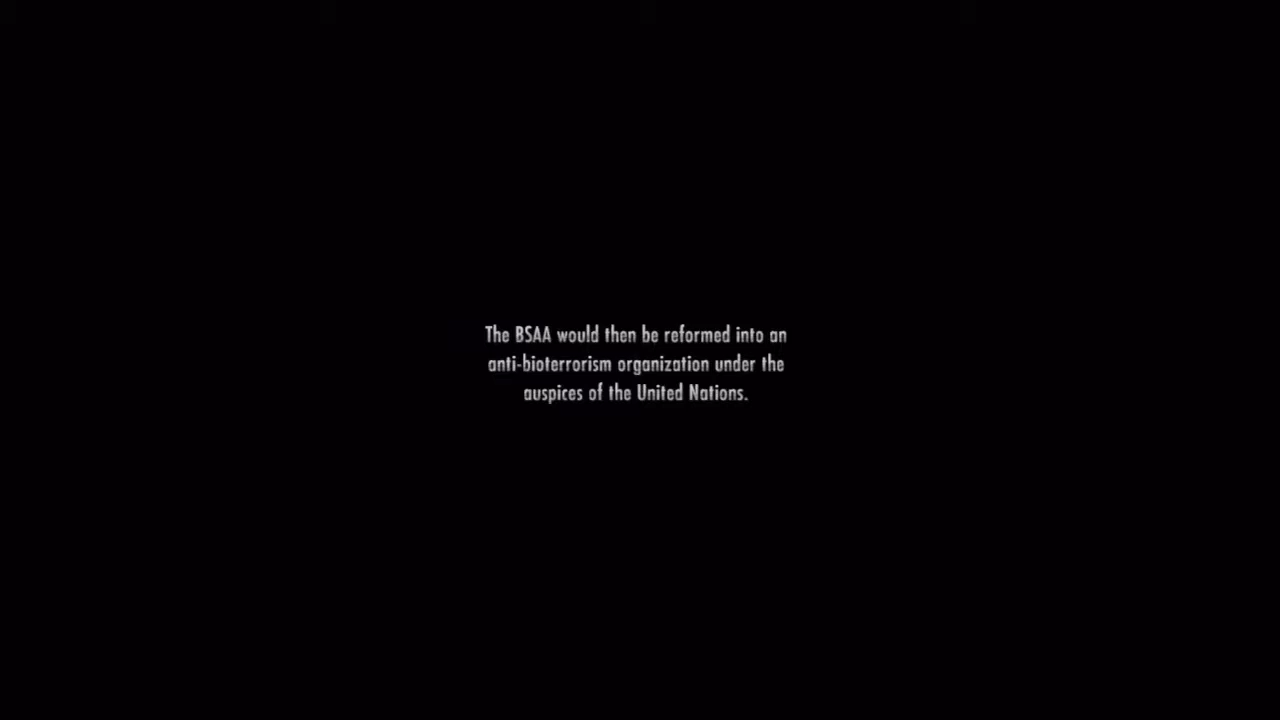 The BSAA would then be reformed into an
anti-bioterrorism organization under the
auspices of the United Nations.